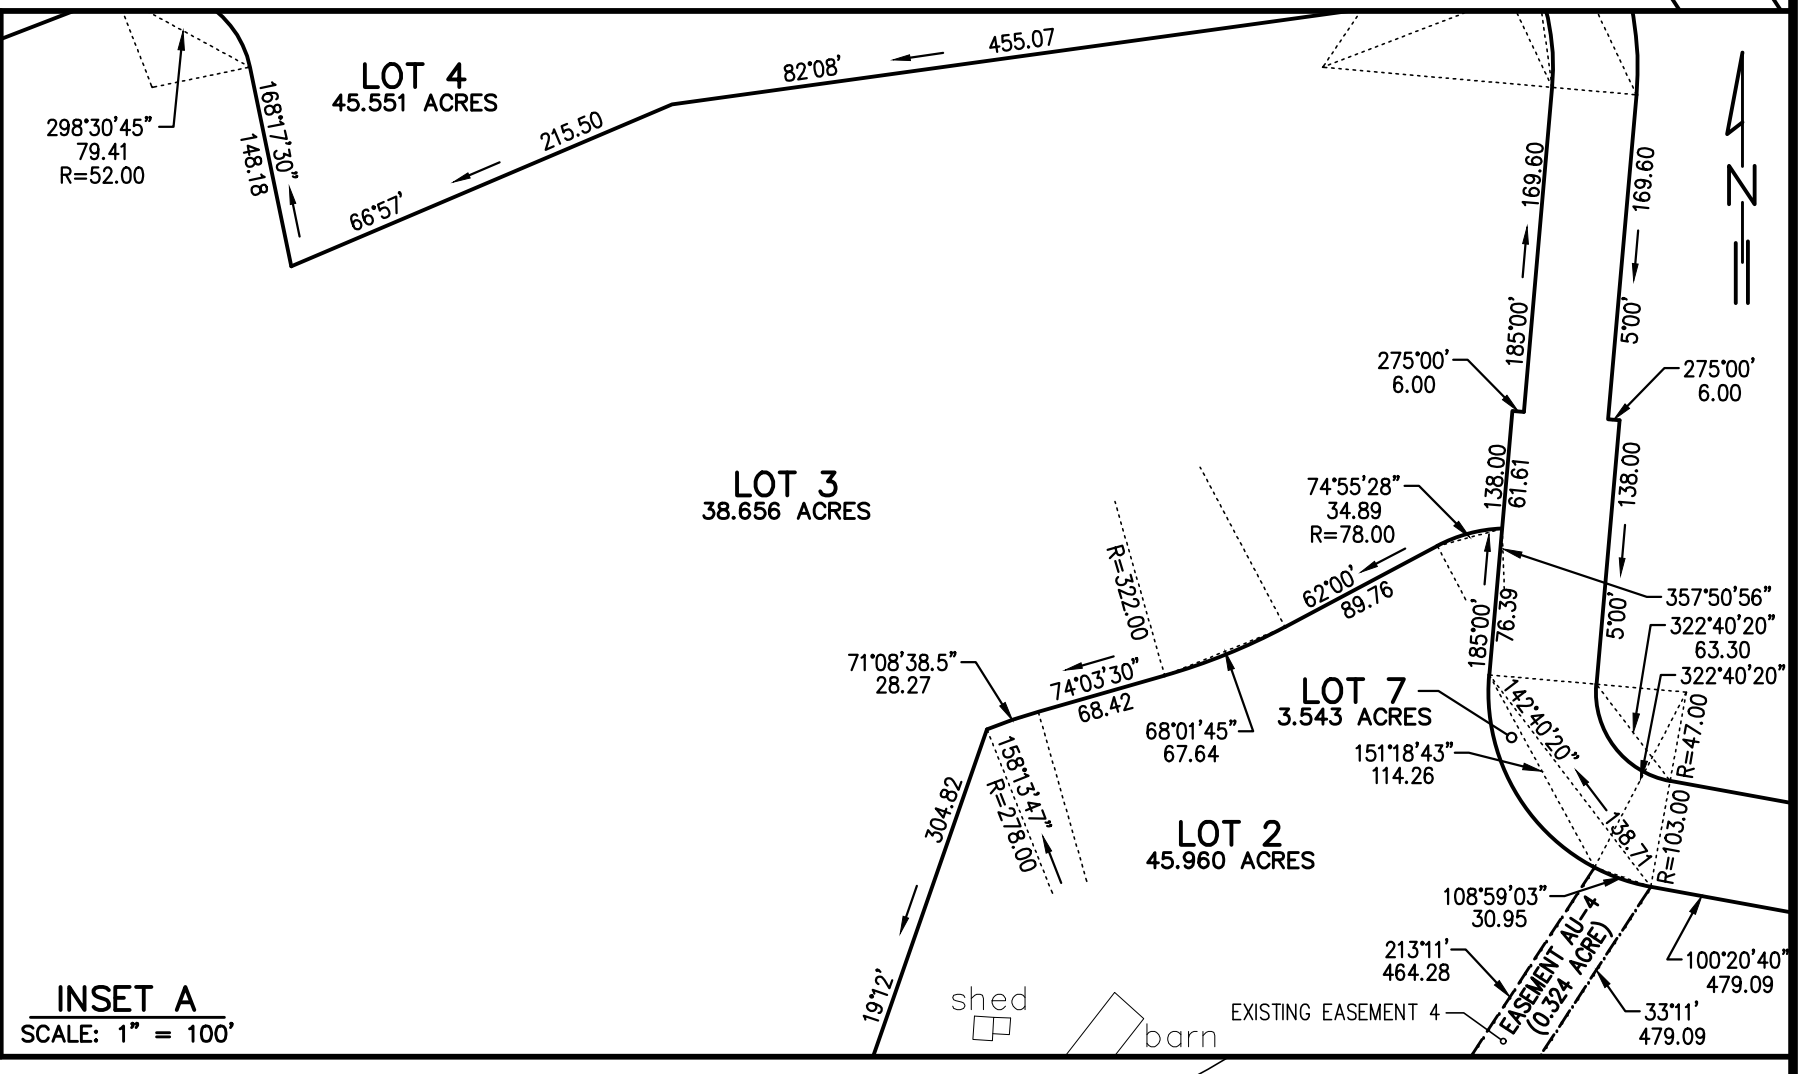 455.07
82°08'
LOT 4
45.551 ACRES
168°17'30"
148.18
298°30'45"
79.41
R=52.00
215.50
66°57'
169.60
169.60
N
185°00'
5°00'
275°00'
6.00
275°00'
6.00
138.00
61.61
138.00
LOT 3
38.656 ACRES
74°55'28"
34.89
R=78.00
R=322.00
62°00'
89.76
185°00'
76.39
5°00'
357°50'56"
322°40'20"
63.30
322°40'20"
71°08'38.5"
28.27
74°03'30"
68.42
68°01'45"
67.64
LOT 7
3.543 ACRES
142°40'20"
138.71
151°18'43"
114.26
R=47.00
R=103.00
158°13'47"
R=278.00
304.82
19°12'
LOT 2
45.960 ACRES
108°59'03"
30.95
213°11'
464.28
EASEMENT AU-4
(0.324 ACRE)
100°20'40"
479.09
33°11'
479.09
EXISTING EASEMENT 4
shed
barn
INSET A
SCALE: 1" = 100'